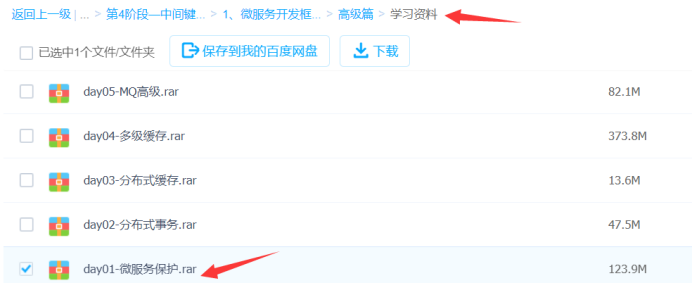 返回上一级 | ... > 第4阶段—中间键... > 1、微服务开发框... > 高级篇 > 学习资料
已选中1个文件/文件夹 保存到我的百度网盘 下载
day05-MQ高级.rar 82.1M
day04-多级缓存.rar 373.8M
day03-分布式缓存.rar 13.6M
day02-分布式事务.rar 47.5M
day01-微服务保护.rar 123.9M